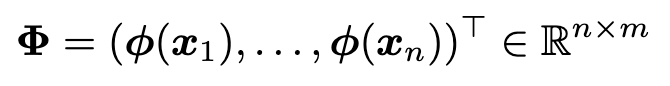 𝚽 = (𝝓(𝒙₁), . . . , 𝝓(𝒙ₙ))^⊤ ∈ ℝ^{n×m}